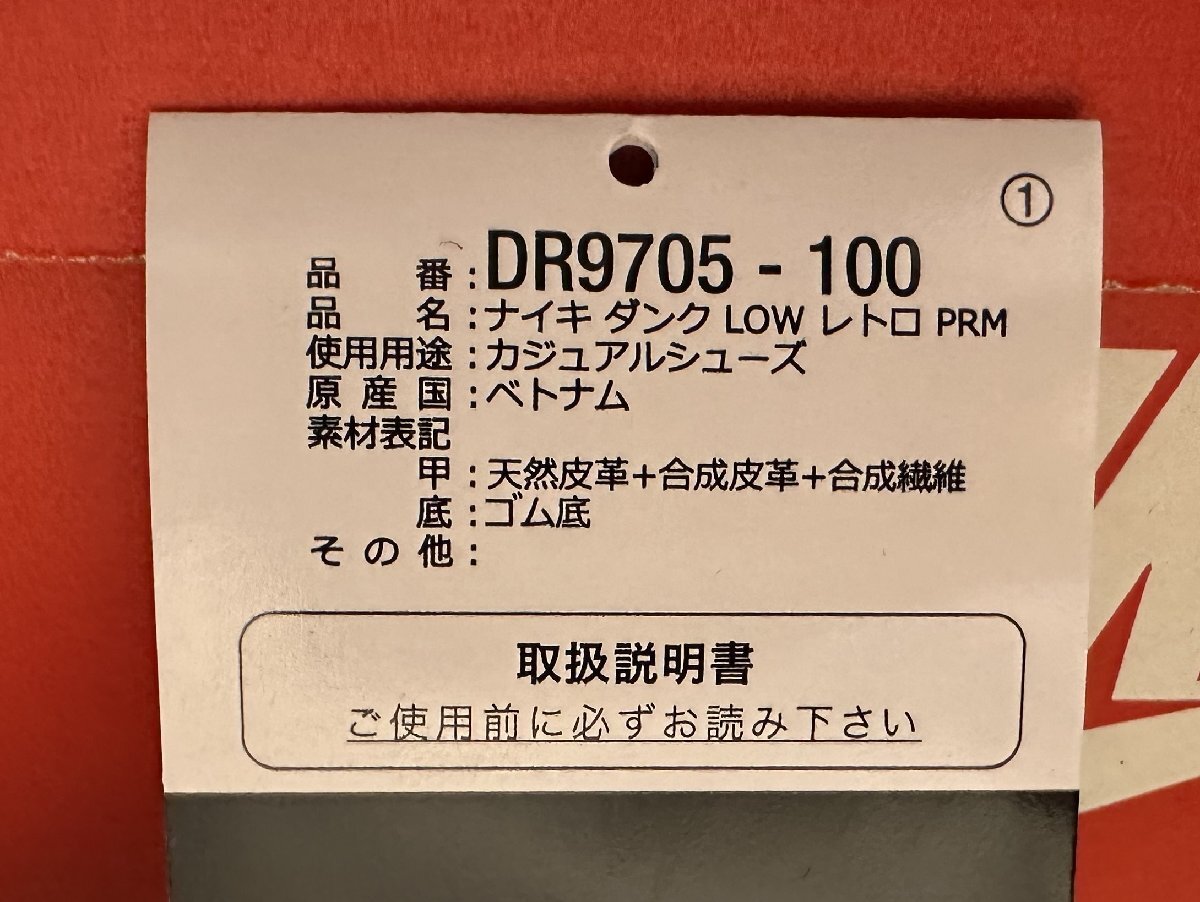 ①
品番:DR9705 - 100
品名:ナイキ ダンク LOW レトロ PRM
使用用途:カジュアルシューズ
原産国:ベトナム
素材表記
甲:天然皮革+合成皮革+合成繊維
底:ゴム底
その他:
取扱説明書
ご使用前に必ずお読み下さい